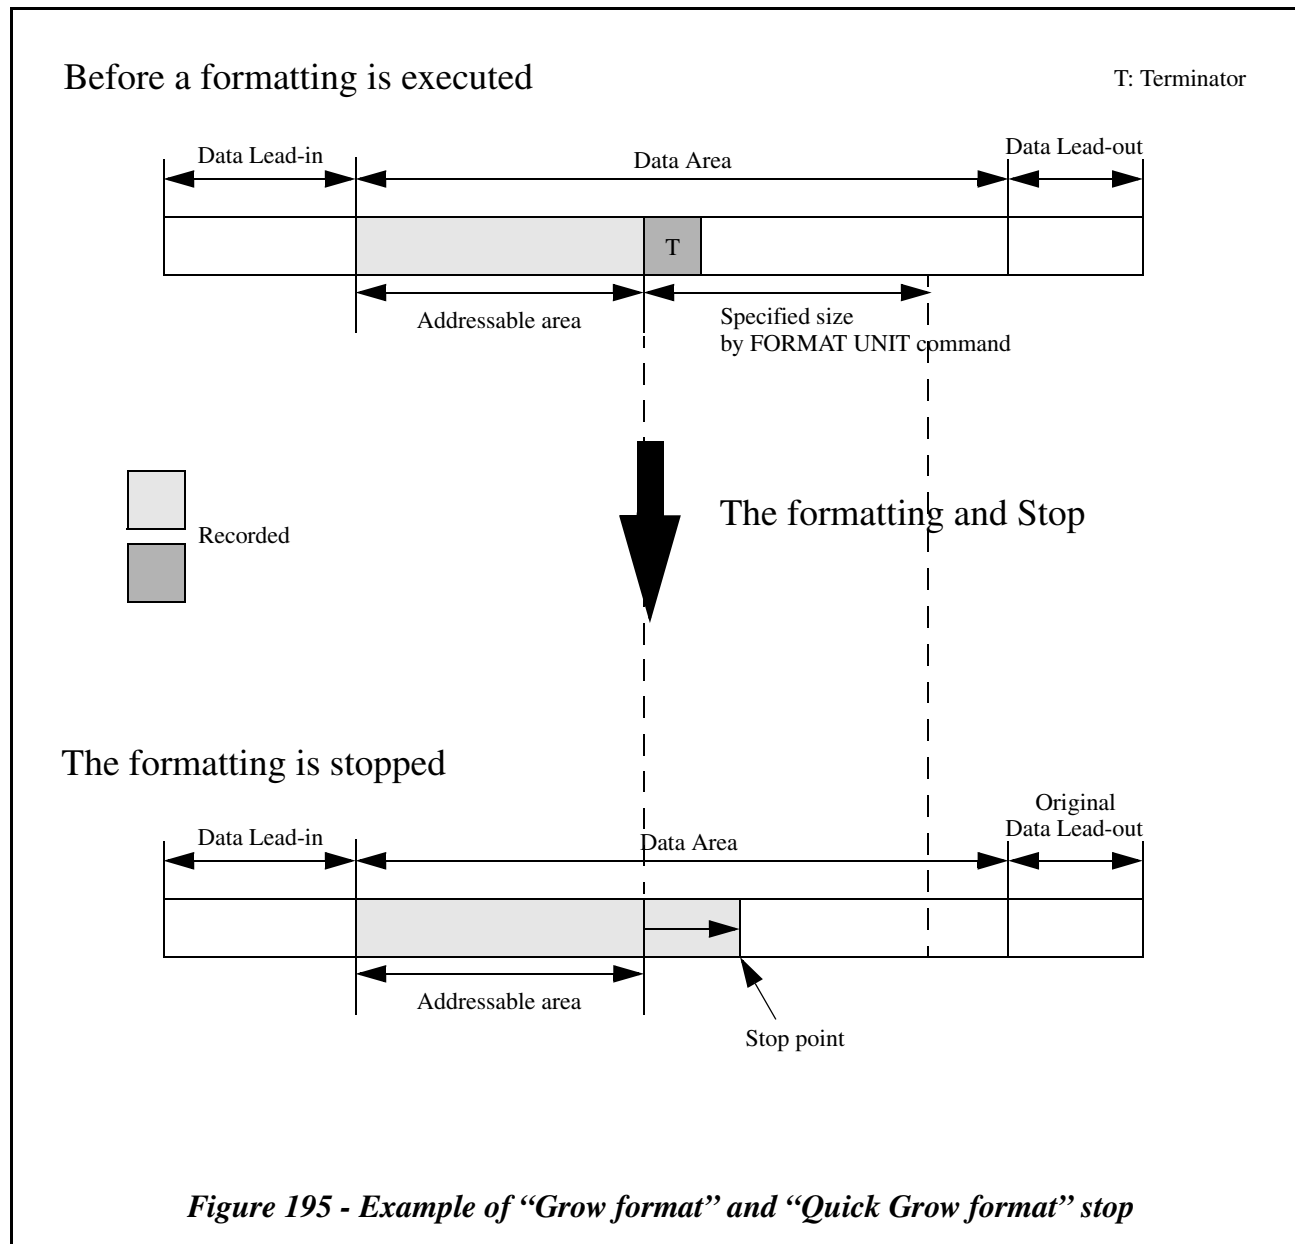 Before a formatting is executed
T: Terminator
Data Lead-in
Data Area
Data Lead-out
T
Addressable area
Specified size
by FORMAT UNIT command
Recorded
The formatting and Stop
The formatting is stopped
Data Lead-in
Data Area
Original
Data Lead-out
Addressable area
Stop point
Figure 195 - Example of “Grow format” and “Quick Grow format” stop